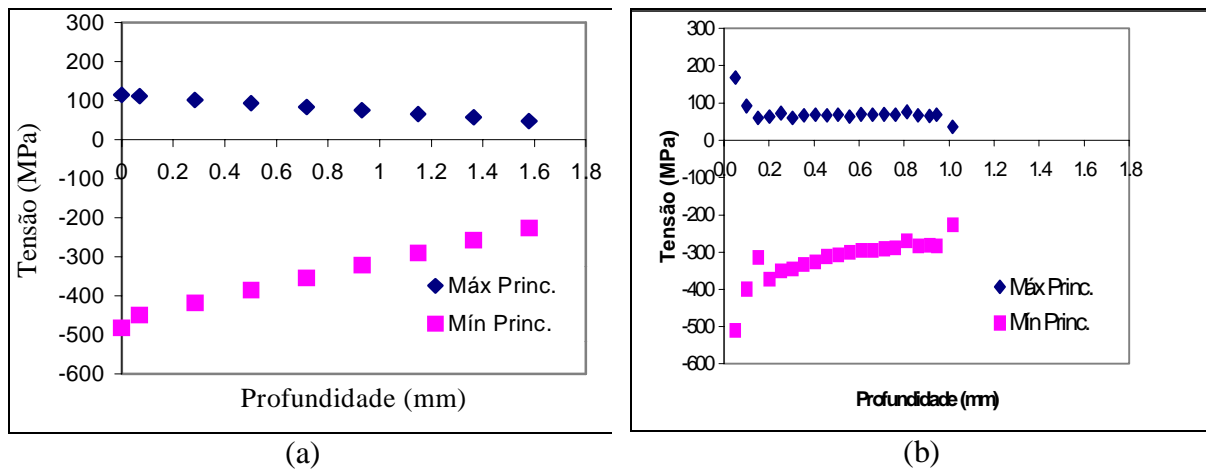 300
200
100
0
-100
-200
-300
-400
-500
-600
0 0.2 0.4 0.6 0.8 1 1.2 1.4 1.6 1.8
Tensão (MPa)
Profundidade (mm)
Máx Princ.
Mín Princ.
(a)
300
200
100
0
-100
-200
-300
-400
-500
-600
0.0 0.2 0.4 0.6 0.8 1.0 1.2 1.4 1.6 1.8
Tensão (MPa)
Profundidade (mm)
Máx Princ.
Mín Princ.
(b)